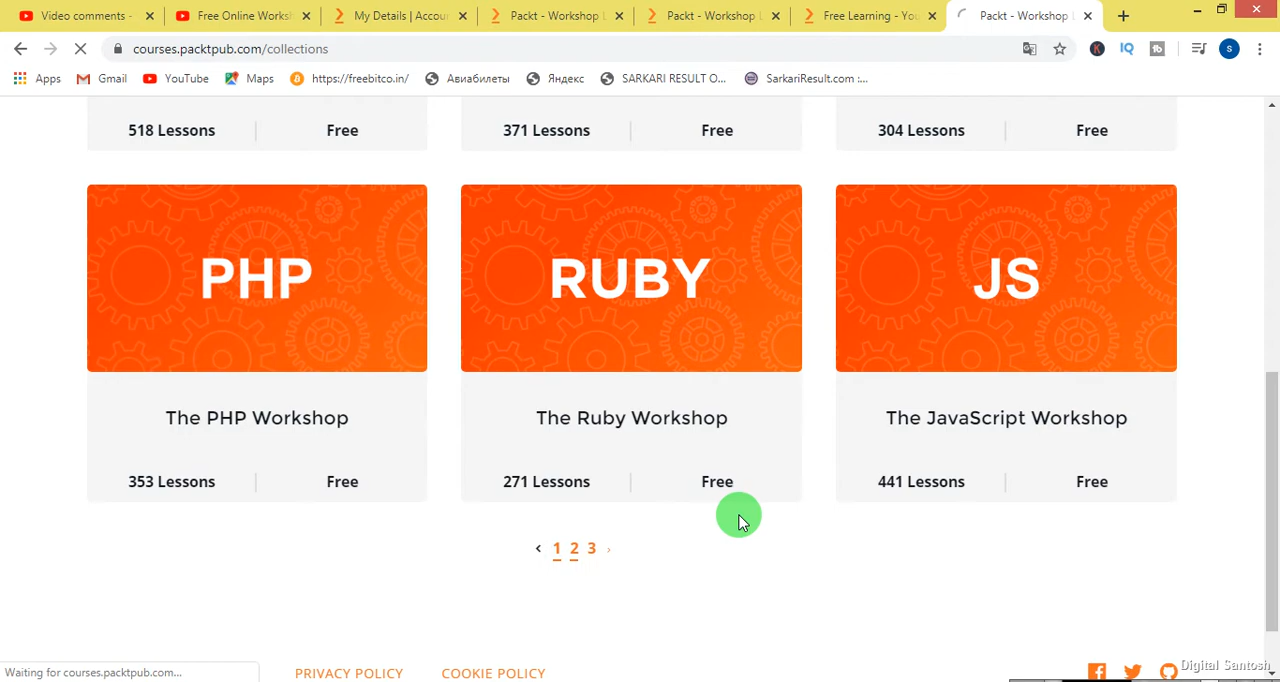 Video comments -
Free Online Worksh
My Details | Accou
Packt - Workshop L
Packt - Workshop L
Free Learning - You
Packt - Workshop L
courses.packtpub.com/collections
Apps
Gmail
YouTube
Maps
https://freebitco.in/
Авиабилеты
Яндекс
SARKARI RESULT O...
SarkariResult.com :...
518 Lessons
Free
371 Lessons
Free
304 Lessons
Free
PHP
RUBY
JS
The PHP Workshop
The Ruby Workshop
The JavaScript Workshop
353 Lessons
Free
271 Lessons
Free
441 Lessons
Free
‹ 1 2 3 ›
Waiting for courses.packtpub.com...
PRIVACY POLICY
COOKIE POLICY
Digital Santosh